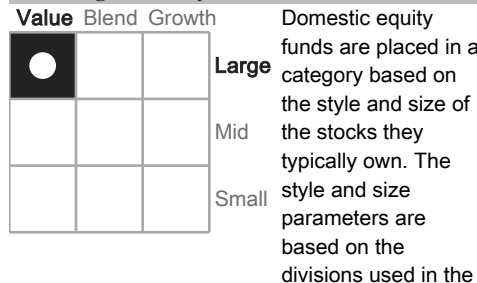 Value Blend Growth
Large
Mid
Small
Domestic equity
funds are placed in a
category based on
the style and size of
the stocks they
typically own. The
style and size
parameters are
based on the
divisions used in the